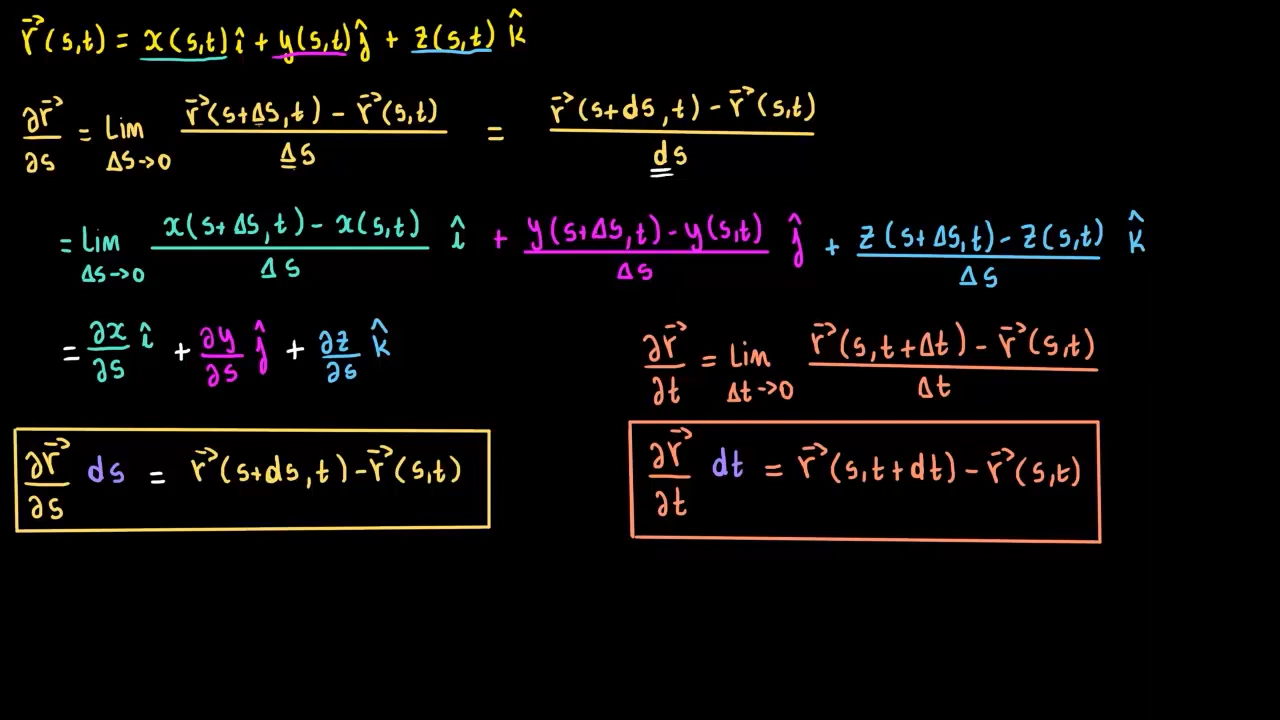 r⃗(s,t) = x(s,t)î + y(s,t)ĵ + z(s,t)k̂
∂r⃗/∂s = Lim Δs→0 (r⃗(s+Δs,t) − r⃗(s,t))/Δs = (r⃗(s+ds,t) − r⃗(s,t))/ds
= Lim Δs→0 (x(s+Δs,t) − x(s,t))/Δs î + (y(s+Δs,t) − y(s,t))/Δs ĵ + (z(s+Δs,t) − z(s,t))/Δs k̂
= ∂x/∂s î + ∂y/∂s ĵ + ∂z/∂s k̂
∂r⃗/∂t = Lim Δt→0 (r⃗(s,t+Δt) − r⃗(s,t))/Δt
∂r⃗/∂s ds = r⃗(s+ds,t) − r⃗(s,t)
∂r⃗/∂t dt = r⃗(s,t+dt) − r⃗(s,t)